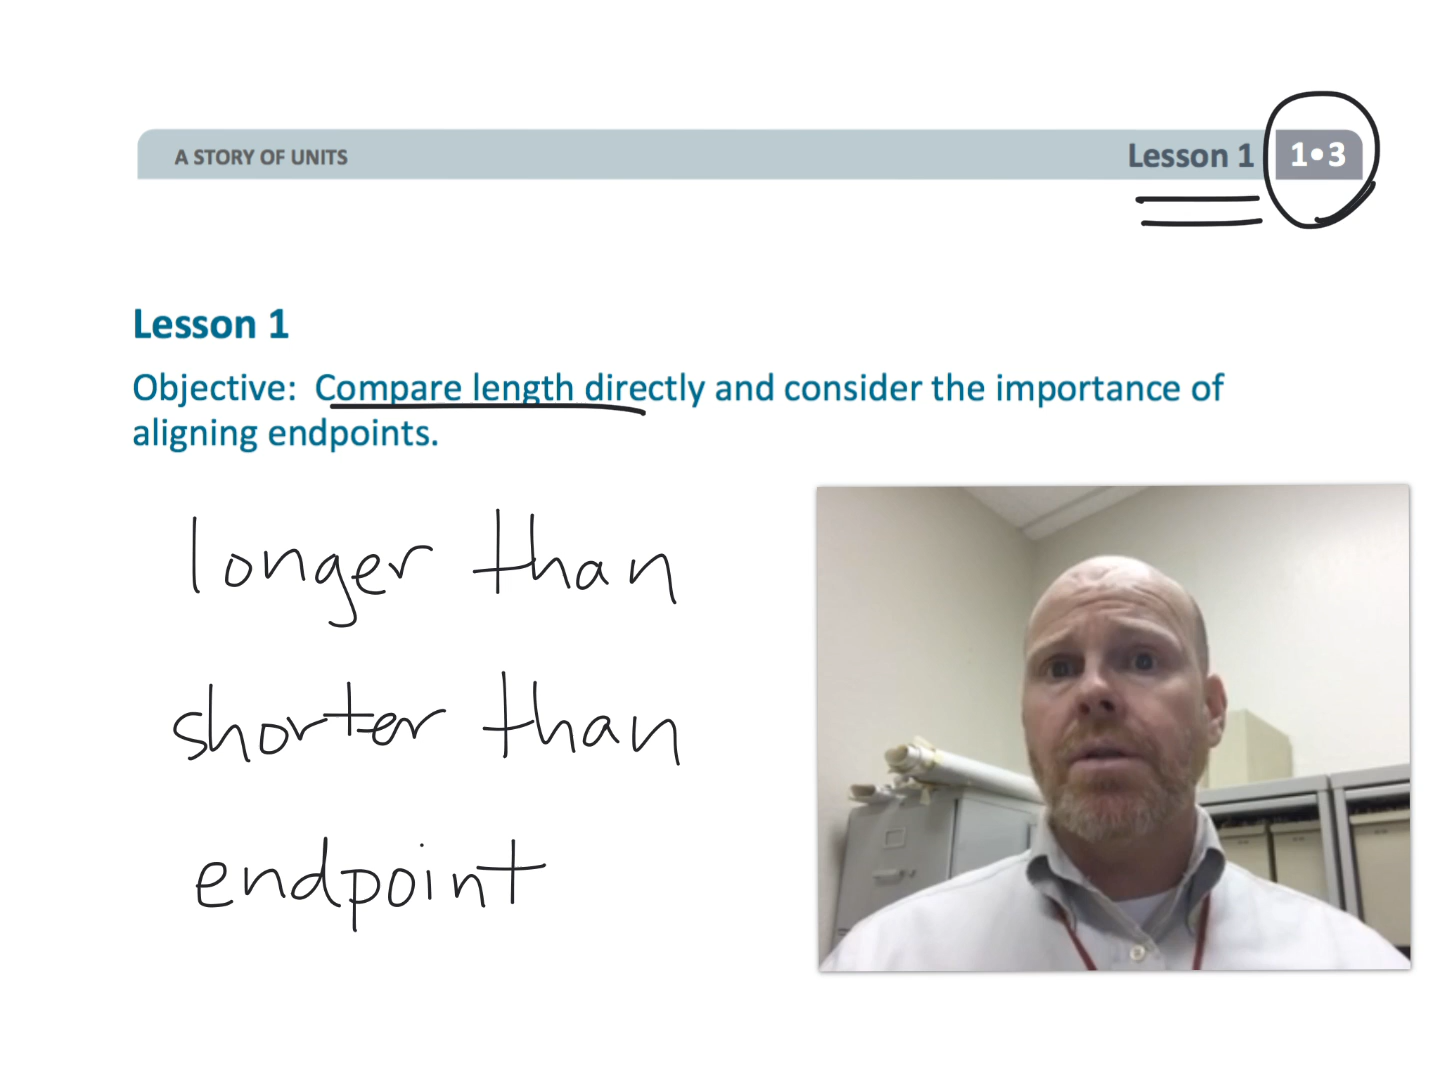 A STORY OF UNITS
Lesson 1 1•3
Lesson 1
Objective: Compare length directly and consider the importance of
aligning endpoints.
longer than
shorter than
endpoint